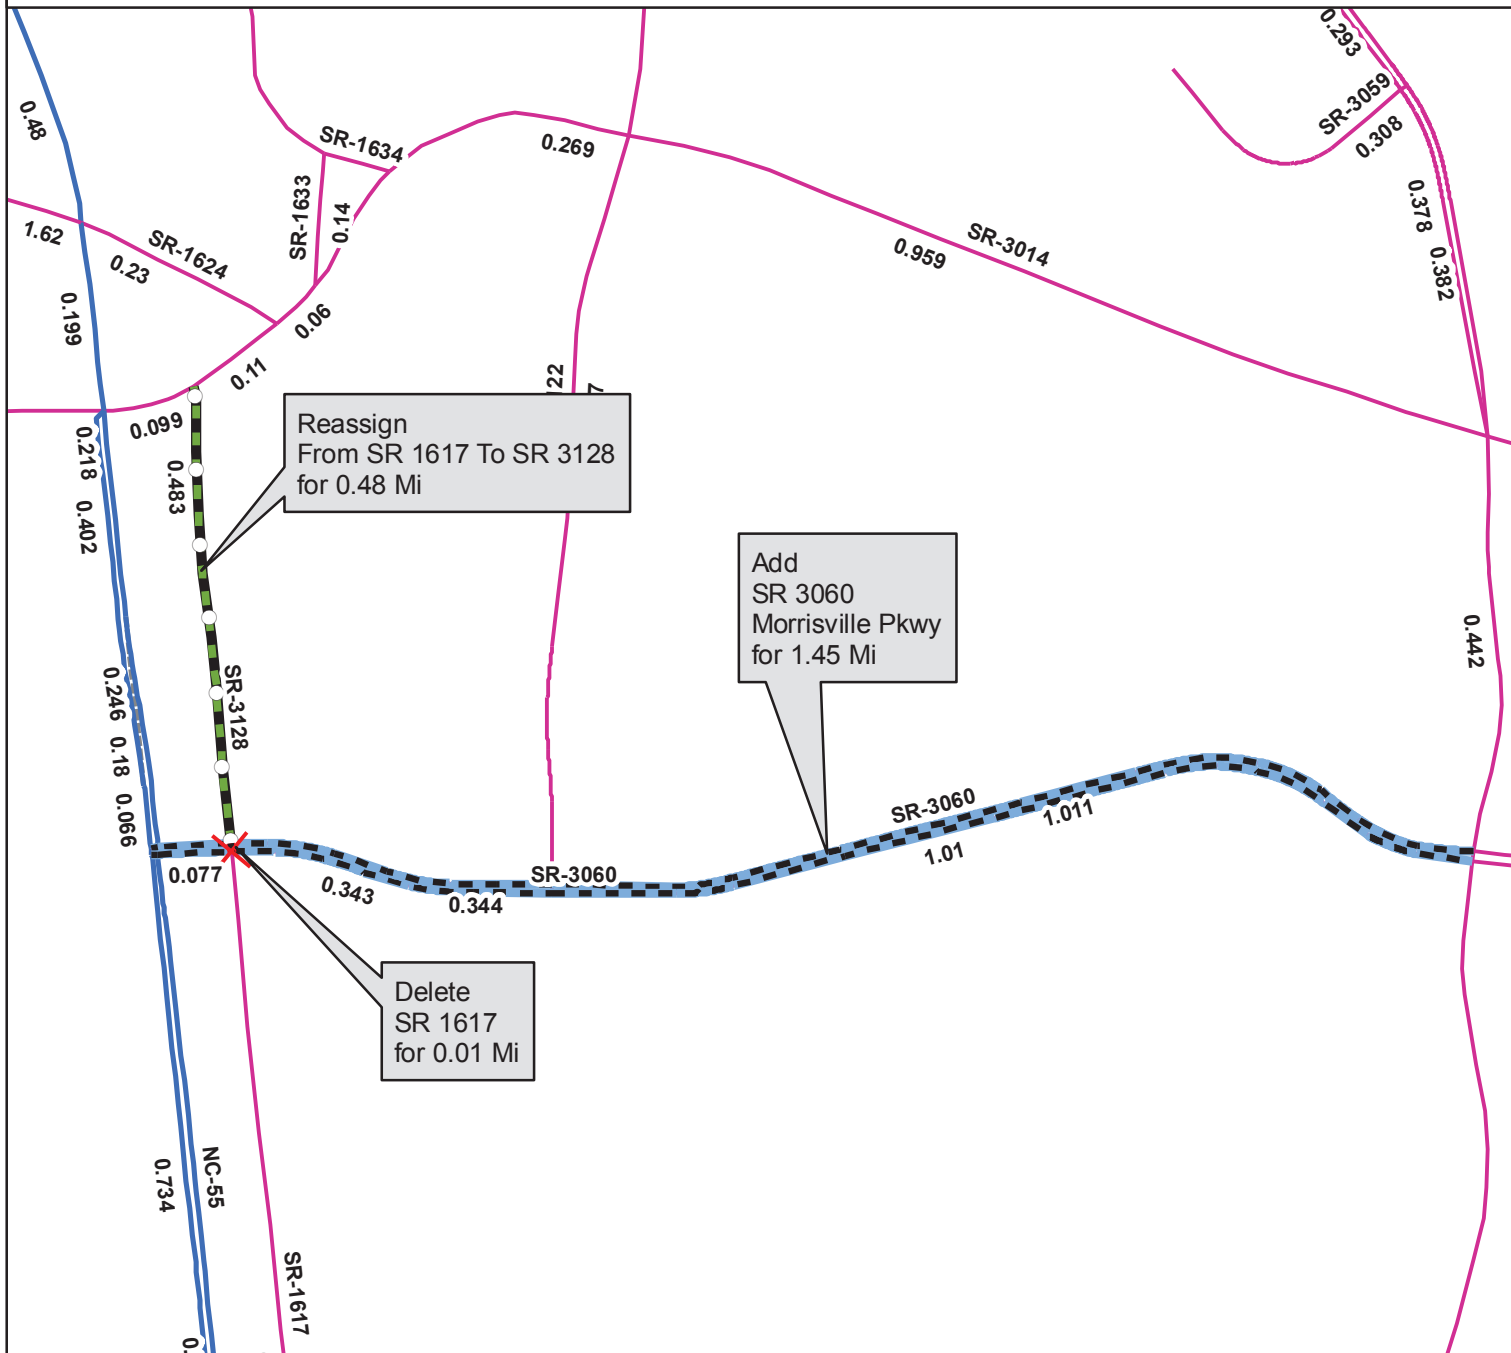 0.293
SR-3059
0.308
0.48
SR-1634
0.269
SR-1633
0.14
0.378
0.382
1.62
SR-1624
0.23
SR-3014
0.959
0.199
0.06
0.11
0.099
Reassign
From SR 1617 To SR 3128
for 0.48 Mi
0.218
0.402
0.483
Add
SR 3060
Morrisville Pkwy
for 1.45 Mi
0.442
0.246
0.18
0.066
SR-3128
SR-3060
1.011
1.01
0.077
0.343
0.344
SR-3060
Delete
SR 1617
for 0.01 Mi
0.734
NC-55
SR-1617